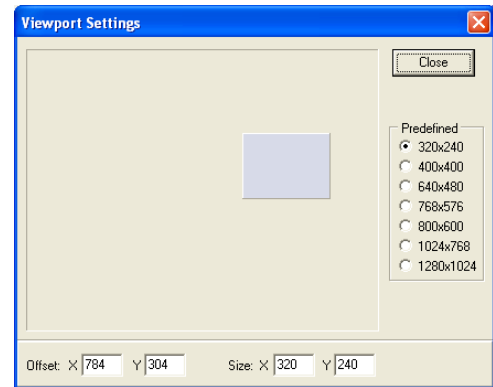 Viewport Settings
Close
Predefined
320x240
400x400
640x480
768x576
800x600
1024x768
1280x1024
Offset: X 784 Y 304 Size: X 320 Y 240